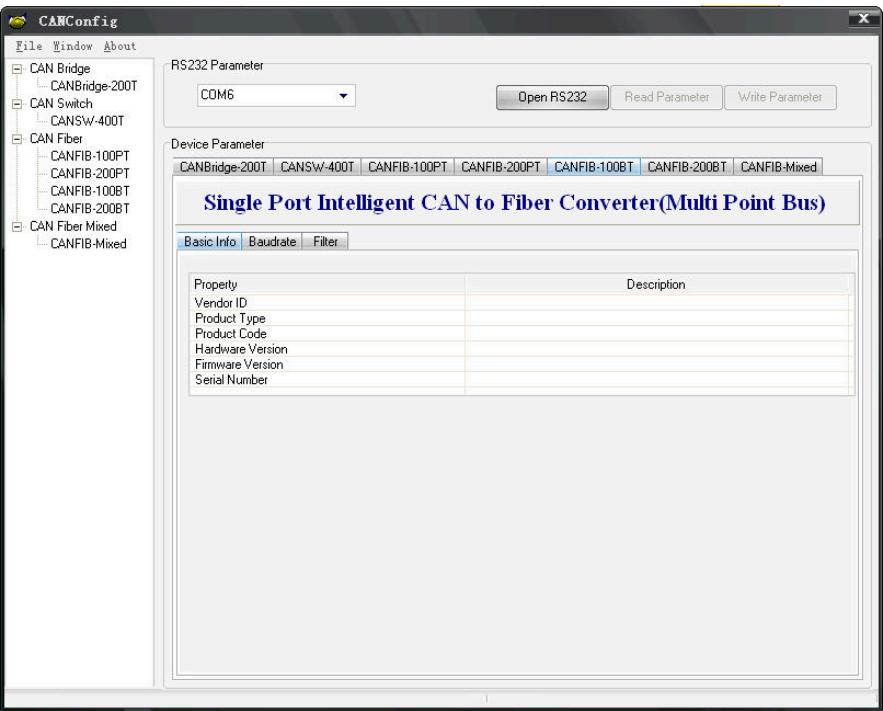 CANConfig
File Window About
CAN Bridge
CANBridge-200T
CAN Switch
CANSW-400T
CAN Fiber
CANFIB-100PT
CANFIB-200PT
CANFIB-100BT
CANFIB-200BT
CAN Fiber Mixed
CANFIB-Mixed
RS232 Parameter
COM6 Open RS232 Read Parameter Write Parameter
Device Parameter
CANBridge-200T CANSW-400T CANFIB-100PT CANFIB-200PT CANFIB-100BT CANFIB-200BT CANFIB-Mixed
Single Port Intelligent CAN to Fiber Converter(Multi Point Bus)
Basic Info Baudrate Filter
Property Description
Vendor ID
Product Type
Product Code
Hardware Version
Firmware Version
Serial Number